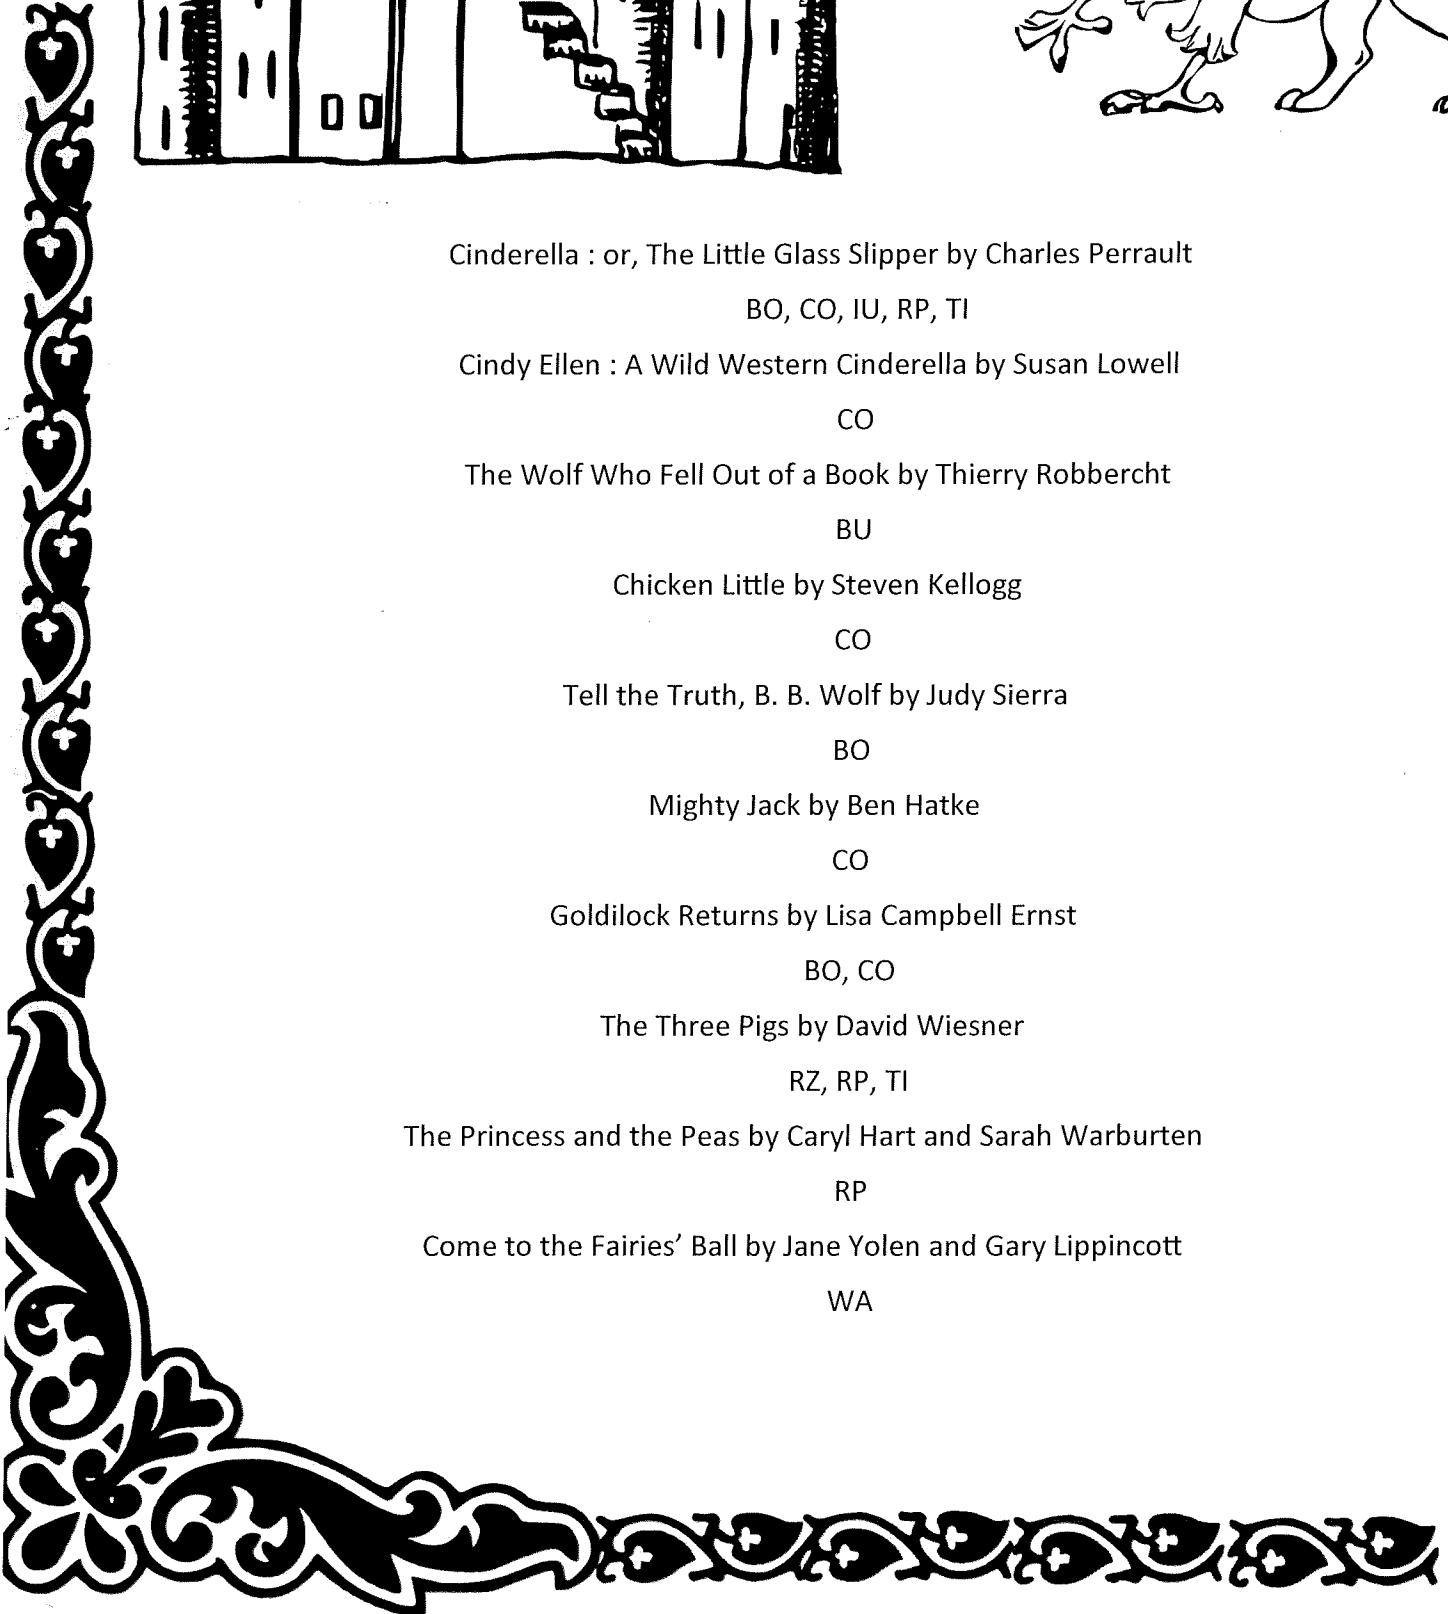 Cinderella : or, The Little Glass Slipper by Charles Perrault
BO, CO, IU, RP, TI
Cindy Ellen : A Wild Western Cinderella by Susan Lowell
CO
The Wolf Who Fell Out of a Book by Thierry Robbercht
BU
Chicken Little by Steven Kellogg
CO
Tell the Truth, B. B. Wolf by Judy Sierra
BO
Mighty Jack by Ben Hatke
CO
Goldilock Returns by Lisa Campbell Ernst
BO, CO
The Three Pigs by David Wiesner
RZ, RP, TI
The Princess and the Peas by Caryl Hart and Sarah Warburten
RP
Come to the Fairies’ Ball by Jane Yolen and Gary Lippincott
WA